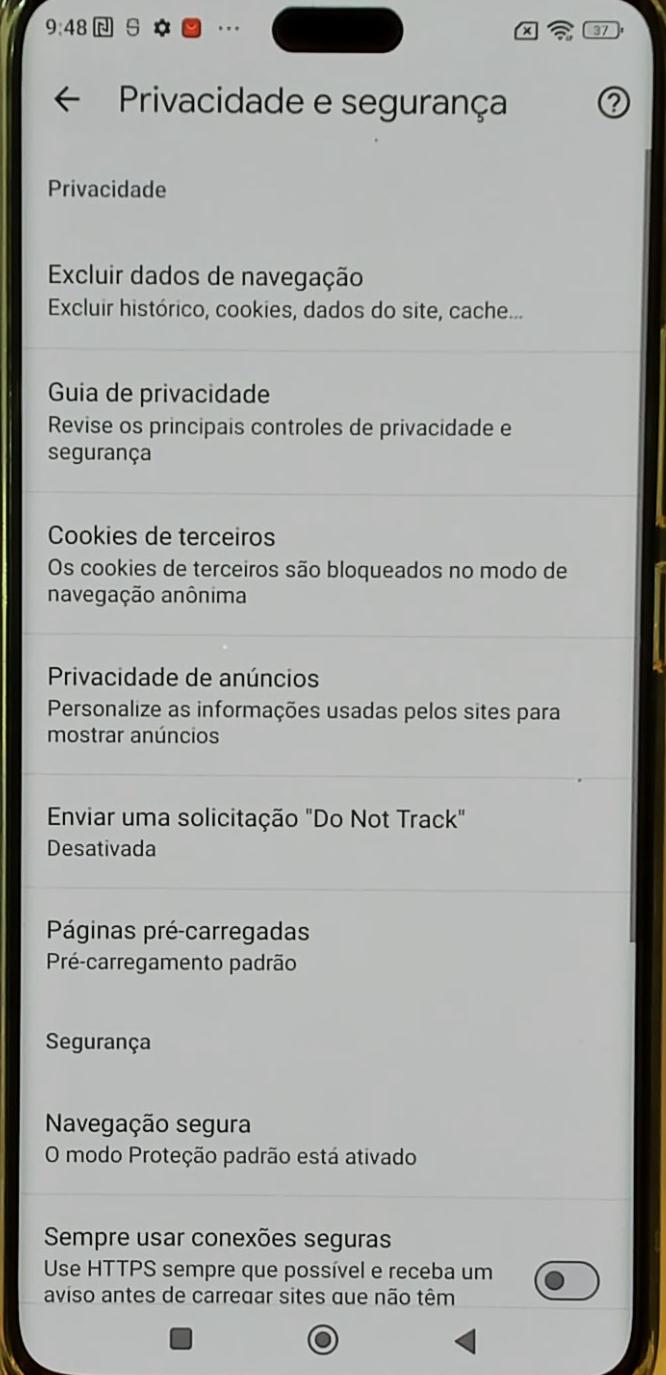 9:48
Privacidade e segurança
Privacidade
Excluir dados de navegação
Excluir histórico, cookies, dados do site, cache...
Guia de privacidade
Revise os principais controles de privacidade e
segurança
Cookies de terceiros
Os cookies de terceiros são bloqueados no modo de
navegação anônima
Privacidade de anúncios
Personalize as informações usadas pelos sites para
mostrar anúncios
Enviar uma solicitação "Do Not Track"
Desativada
Páginas pré-carregadas
Pré-carregamento padrão
Segurança
Navegação segura
O modo Proteção padrão está ativado
Sempre usar conexões seguras
Use HTTPS sempre que possível e receba um
aviso antes de carregar sites que não têm